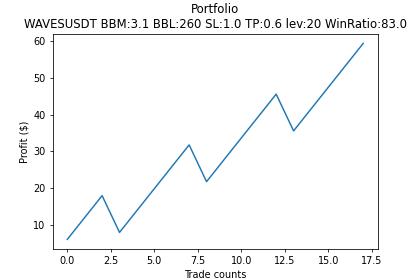 Portfolio
WAVESUSDT BBM:3.1 BBL:260 SL:1.0 TP:0.6 lev:20 WinRatio:83.0
60
50
40
30
20
10
Profit ($)
0.0 2.5 5.0 7.5 10.0 12.5 15.0 17.5
Trade counts